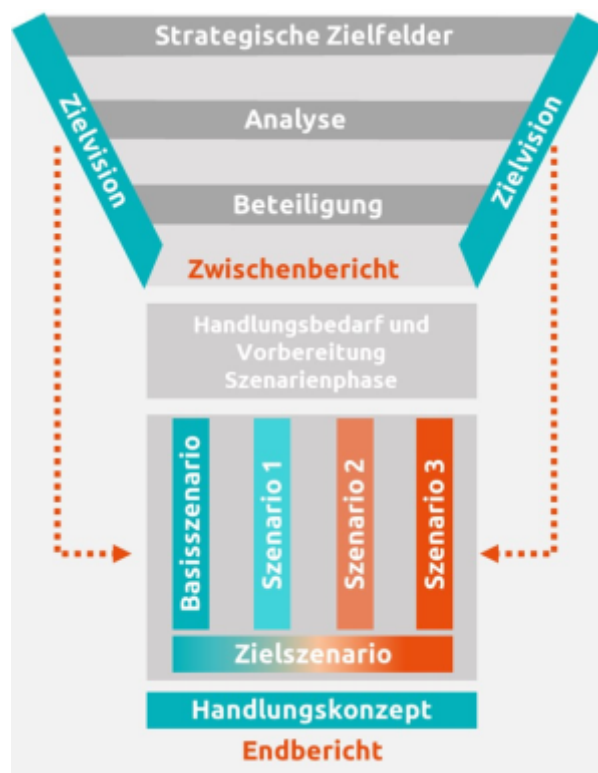 Strategische Zielfelder
Zielvision
Zielvision
Analyse
Beteiligung
Zwischenbericht
Handlungsbedarf und
Vorbereitung
Szenarienphase
Basisszenario
Szenario 1
Szenario 2
Szenario 3
Zielszenario
Handlungskonzept
Endbericht